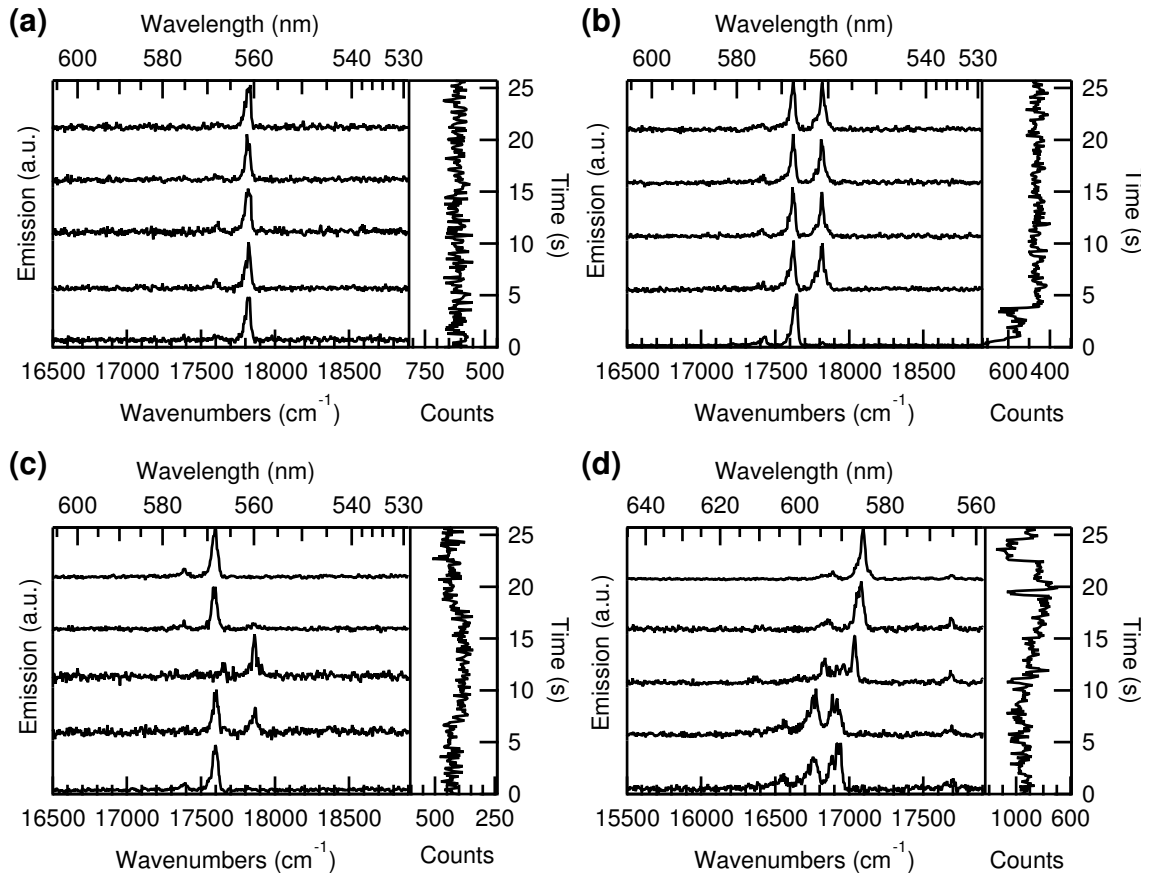 (a)
Wavelength (nm)
600 580 560 540 530
Emission (a.u.)
25
20
15
10
5
0
Time (s)
16500 17000 17500 18000 18500
750 500
Wavenumbers (cm-1)
Counts
(b)
Wavelength (nm)
600 580 560 540 530
Emission (a.u.)
25
20
15
10
5
0
Time (s)
16500 17000 17500 18000 18500
600 400
Wavenumbers (cm-1)
Counts
(c)
Wavelength (nm)
600 580 560 540 530
Emission (a.u.)
25
20
15
10
5
0
Time (s)
16500 17000 17500 18000 18500
500 250
Wavenumbers (cm-1)
Counts
(d)
Wavelength (nm)
640 620 600 580 560
Emission (a.u.)
25
20
15
10
5
0
Time (s)
15500 16000 16500 17000 17500
1000 600
Wavenumbers (cm-1)
Counts